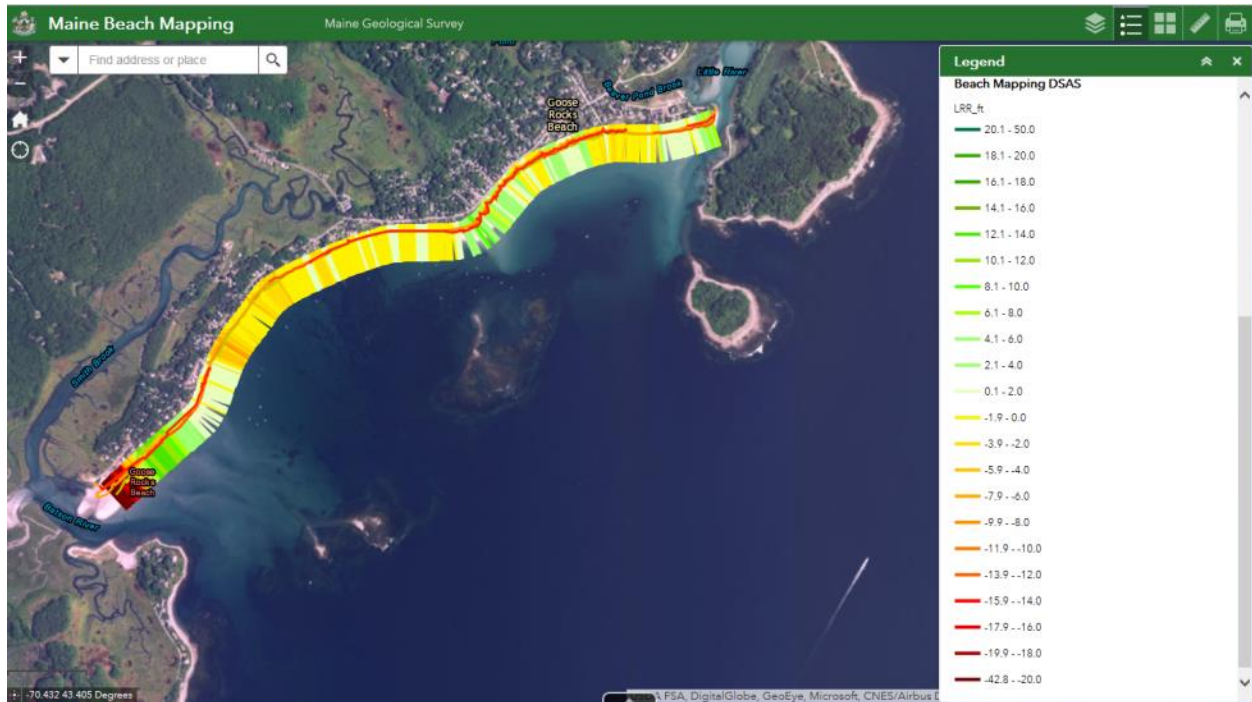 Maine Beach Mapping
Maine Geological Survey
Find address or place
Legend
Beach Mapping DSAS
LRR_ft
20.1 - 50.0
18.1 - 20.0
16.1 - 18.0
14.1 - 16.0
12.1 - 14.0
10.1 - 12.0
8.1 - 10.0
6.1 - 8.0
4.1 - 6.0
2.1 - 4.0
0.1 - 2.0
-1.9 - 0.0
-3.9 - -2.0
-5.9 - -4.0
-7.9 - -6.0
-9.9 - -8.0
-11.9 - -10.0
-13.9 - -12.0
-15.9 - -14.0
-17.9 - -16.0
-19.9 - -18.0
-42.8 - -20.0
Little River
Pond Brook
Goose
Rocks
Beach
Smith Brook
Goose
Rocks
Beach
Batson River
-70.432 43.405 Degrees
FSA, DigitalGlobe, GeoEye, Microsoft, CNES/Airbus